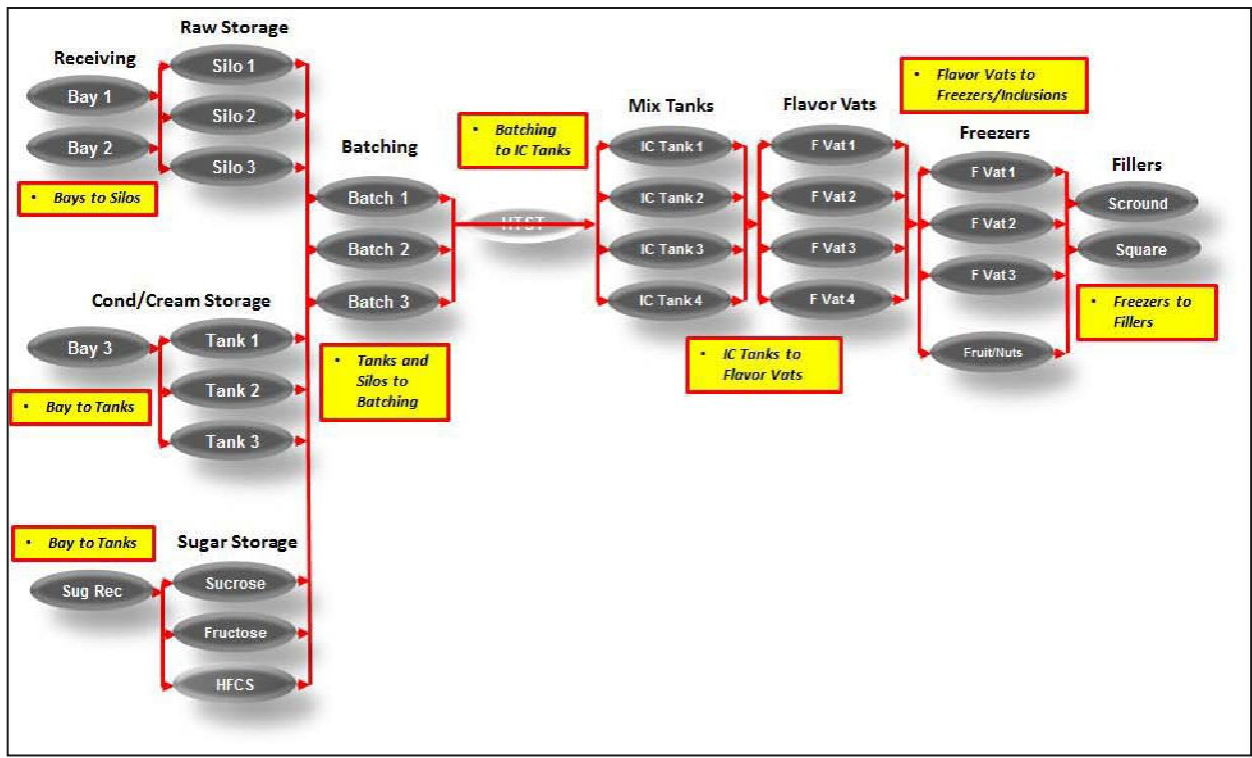 Raw Storage
Receiving
Silo 1
Bay 1
Silo 2
Bay 2
Silo 3
• Bays to Silos
Cond/Cream Storage
Bay 3
Tank 1
Tank 2
• Bay to Tanks
Tank 3
• Bay to Tanks
Sugar Storage
Sug Rec
Sucrose
Fructose
HFCS
Batching
Batch 1
Batch 2
Batch 3
• Tanks and
Silos to
Batching
• Batching
to IC Tanks
HTST
Mix Tanks
IC Tank 1
IC Tank 2
IC Tank 3
IC Tank 4
• IC Tanks to
Flavor Vats
Flavor Vats
F Vat 1
F Vat 2
F Vat 3
F Vat 4
• Flavor Vats to
Freezers/Inclusions
Freezers
F Vat 1
F Vat 2
F Vat 3
Fruit/Nuts
Fillers
Scround
Square
• Freezers to
Fillers